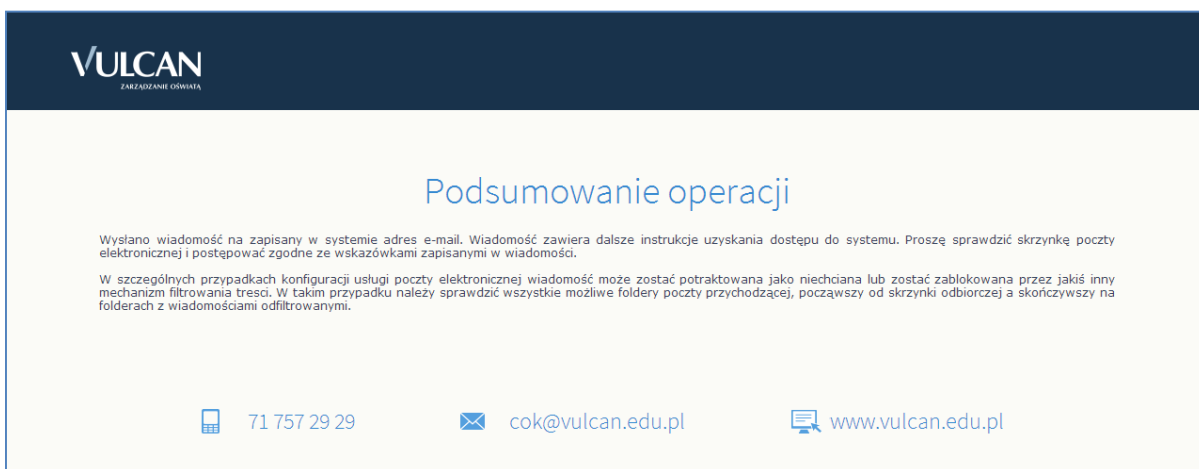 VULCAN
ZARZĄDZANIE OŚWIATĄ
Podsumowanie operacji
Wysłano wiadomość na zapisany w systemie adres e-mail. Wiadomość zawiera dalsze instrukcje uzyskania dostępu do systemu. Proszę sprawdzić skrzynkę poczty
elektronicznej i postępować zgodne ze wskazówkami zapisanymi w wiadomości.
W szczególnych przypadkach konfiguracji usługi poczty elektronicznej wiadomość może zostać potraktowana jako niechciana lub zostać zablokowana przez jakiś inny
mechanizm filtrowania tresci. W takim przypadku należy sprawdzić wszystkie możliwe foldery poczty przychodzącej, począwszy od skrzynki odbiorczej a skończywszy na
folderach z wiadomościami odfiltrowanymi.
71 757 29 29
cok@vulcan.edu.pl
www.vulcan.edu.pl